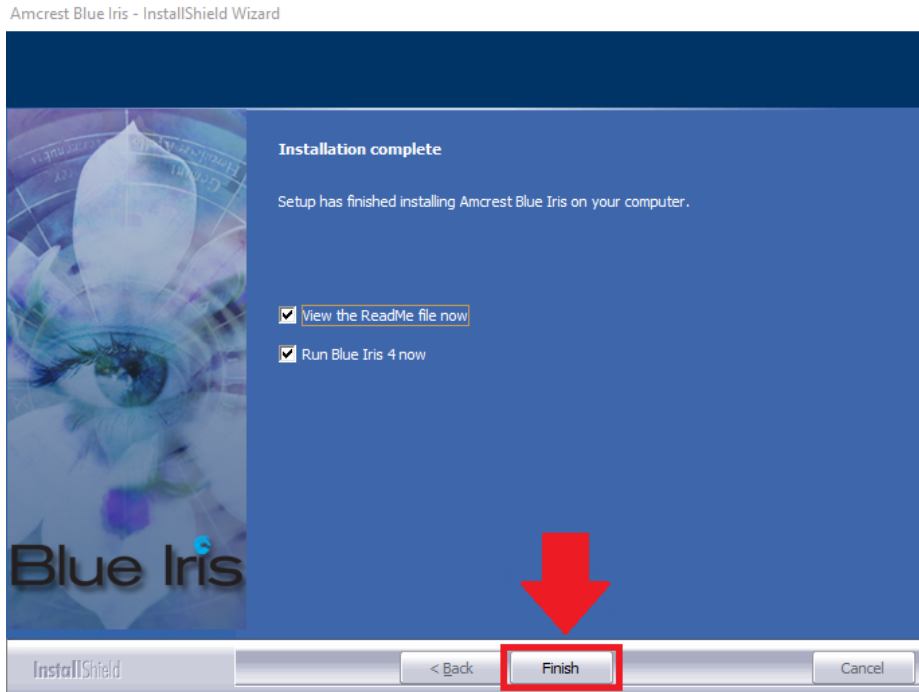 Amcrest Blue Iris - InstallShield Wizard
Installation complete
Setup has finished installing Amcrest Blue Iris on your computer.
View the ReadMe file now
Run Blue Iris 4 now
Blue Iris
InstallShield
< Back
Finish
Cancel